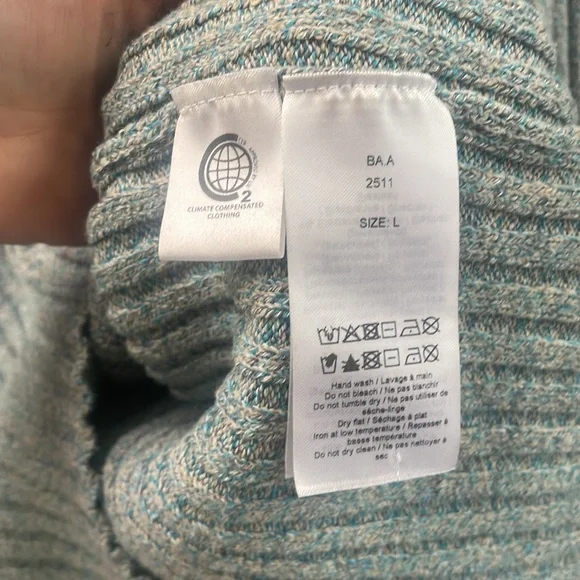 2
CLIMATE COMPENSATED
CLOTHING
BA.A
2511
SIZE: L
Hand wash / Lavage à main
Do not bleach / Ne pas blanchir
Do not tumble dry / Ne pas utiliser de
sèche-linge
Dry flat / Séchage à plat
Iron at low temperature / Repasser à
basse température
Do not dry clean / Ne pas nettoyer à
sec